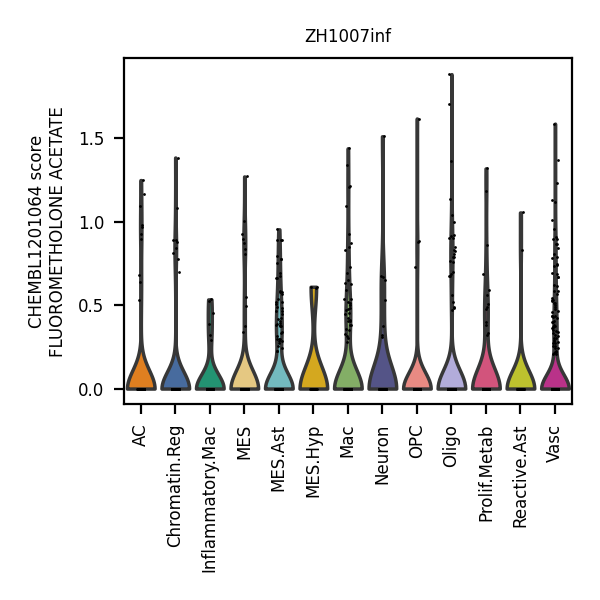 ZH1007inf
CHEMBL1201064 score
FLUOROMETHOLONE ACETATE
1.5
1.0
0.5
0.0
AC
Chromatin.Reg
Inflammatory.Mac
MES
MES.Ast
MES.Hyp
Mac
Neuron
OPC
Oligo
Prolif.Metab
Reactive.Ast
Vasc